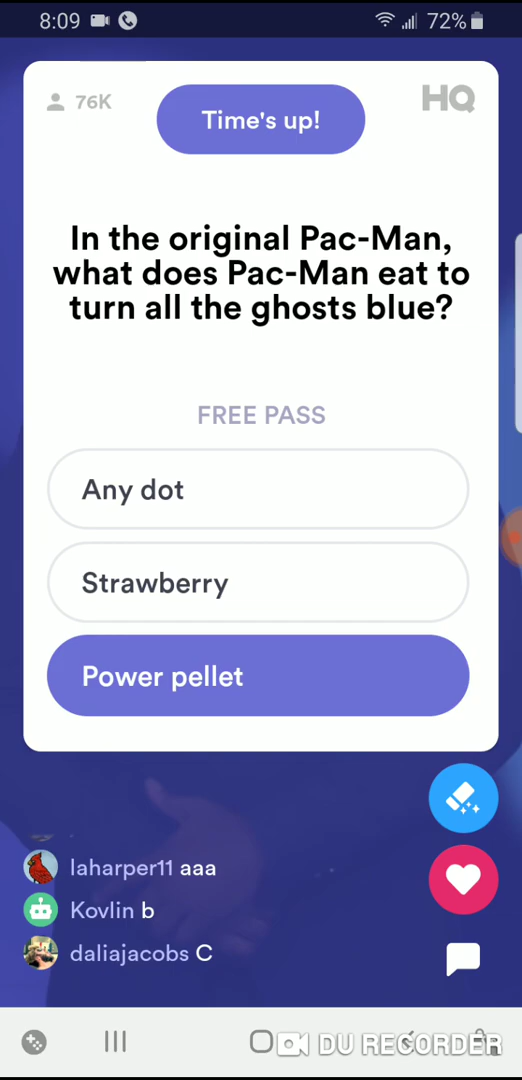 8:09 72%
76K Time's up! HQ
In the original Pac-Man,
what does Pac-Man eat to
turn all the ghosts blue?
FREE PASS
Any dot
Strawberry
Power pellet
laharper11 aaa
Kovlin b
daliajacobs C
DU RECORDER